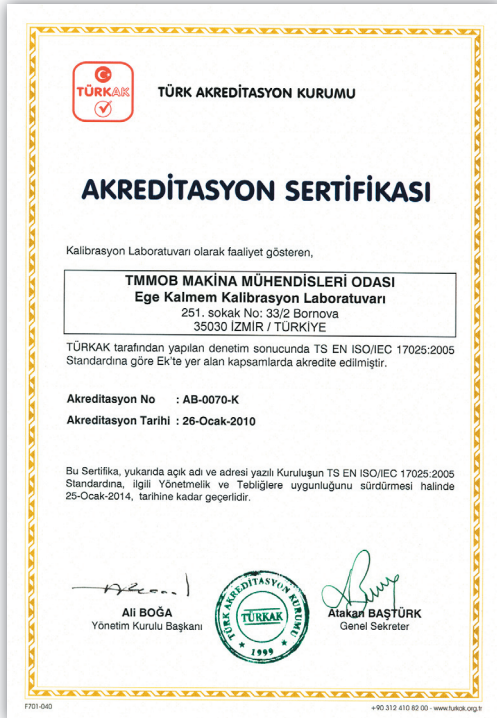 TÜRKAK
TÜRK AKREDİTASYON KURUMU
AKREDİTASYON SERTİFİKASI
Kalibrasyon Laboratuvarı olarak faaliyet gösteren,
TMMOB MAKİNA MÜHENDİSLERİ ODASI
Ege Kalmem Kalibrasyon Laboratuvarı
251. sokak No: 33/2 Bornova
35030 İZMİR / TÜRKİYE
TÜRKAK tarafından yapılan denetim sonucunda TS EN ISO/IEC 17025:2005
Standardına göre Ek'te yer alan kapsamlarda akredite edilmiştir.
Akreditasyon No : AB-0070-K
Akreditasyon Tarihi : 26-Ocak-2010
Bu Sertifika, yukarıda açık adı ve adresi yazılı Kuruluşun TS EN ISO/IEC 17025:2005
Standardına, ilgili Yönetmelik ve Tebliğlere uygunluğunu sürdürmesi halinde
25-Ocak-2014, tarihine kadar geçerlidir.
Ali BOĞA
Yönetim Kurulu Başkanı
TÜRK AKREDİTASYON KURUMU
TÜRKAK
1999
Atakan BAŞTÜRK
Genel Sekreter
F701-040
+90 312 410 82 00 - www.turkak.org.tr